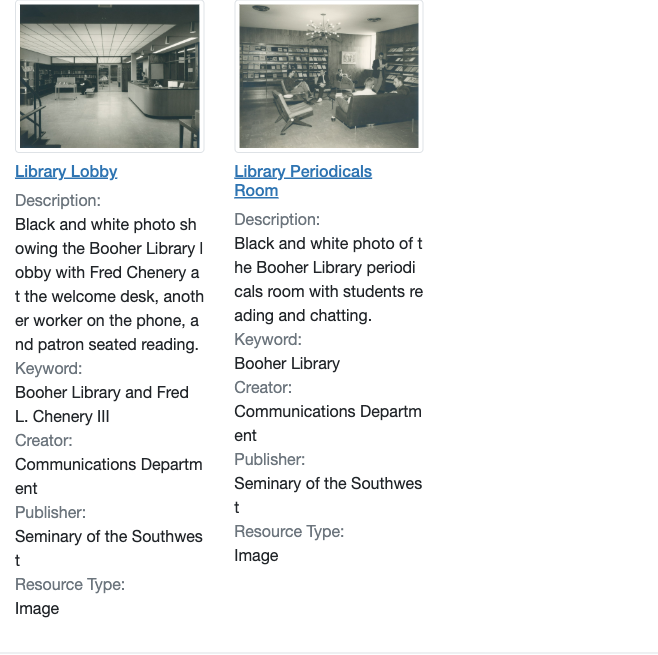 Library Lobby
Description:
Black and white photo sh
owing the Booher Library l
obby with Fred Chenery a
t the welcome desk, anoth
er worker on the phone, a
nd patron seated reading.
Keyword:
Booher Library and Fred
L. Chenery III
Creator:
Communications Departm
ent
Publisher:
Seminary of the Southwes
t
Resource Type:
Image
Library Periodicals
Room
Description:
Black and white photo of t
he Booher Library periodi
cals room with students re
ading and chatting.
Keyword:
Booher Library
Creator:
Communications Departm
ent
Publisher:
Seminary of the Southwes
t
Resource Type:
Image